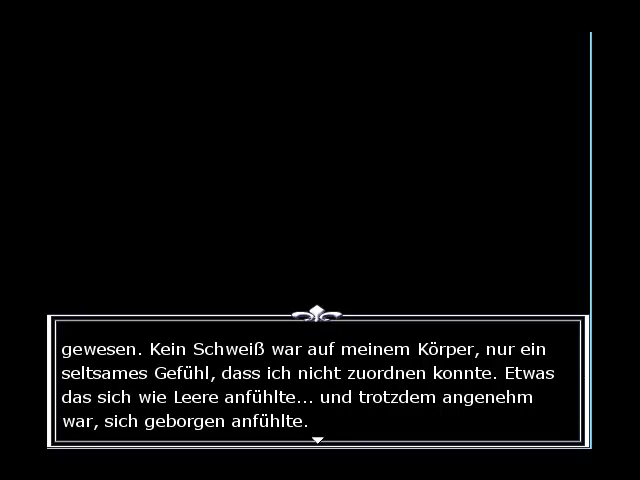 gewesen. Kein Schweiß war auf meinem Körper, nur ein
seltsames Gefühl, dass ich nicht zuordnen konnte. Etwas
das sich wie Leere anfühlte... und trotzdem angenehm
war, sich geborgen anfühlte.